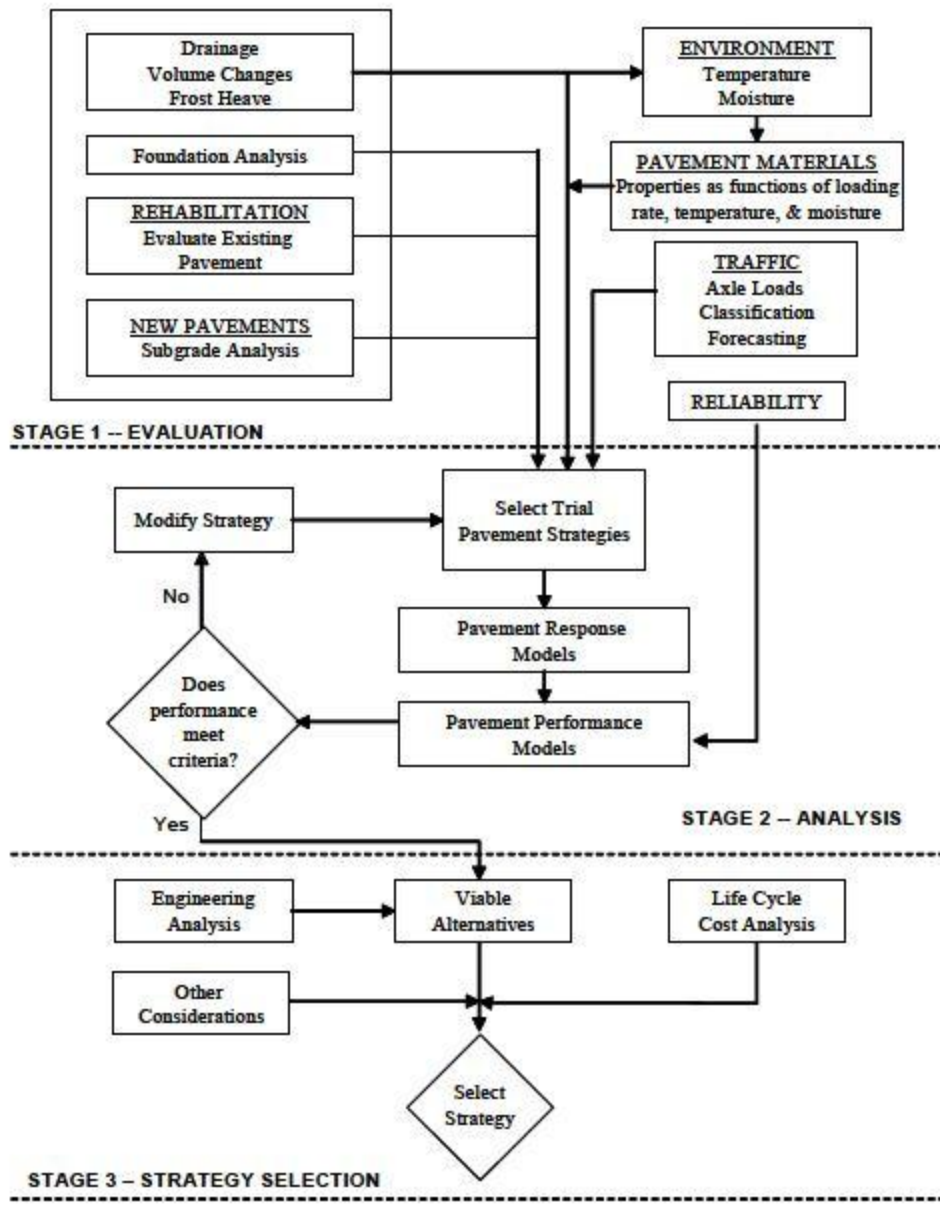 Drainage
Volume Changes
Frost Heave
ENVIRONMENT
Temperature
Moisture
Foundation Analysis
PAVEMENT MATERIALS
Properties as functions of loading
rate, temperature, & moisture
REHABILITATION
Evaluate Existing
Pavement
TRAFFIC
Axle Loads
Classification
Forecasting
NEW PAVEMENTS
Subgrade Analysis
RELIABILITY
STAGE 1 -- EVALUATION
Modify Strategy
Select Trial
Pavement Strategies
No
Pavement Response
Models
Does
performance
meet
criteria?
Pavement Performance
Models
Yes
STAGE 2 -- ANALYSIS
Engineering
Analysis
Viable
Alternatives
Life Cycle
Cost Analysis
Other
Considerations
Select
Strategy
STAGE 3 – STRATEGY SELECTION